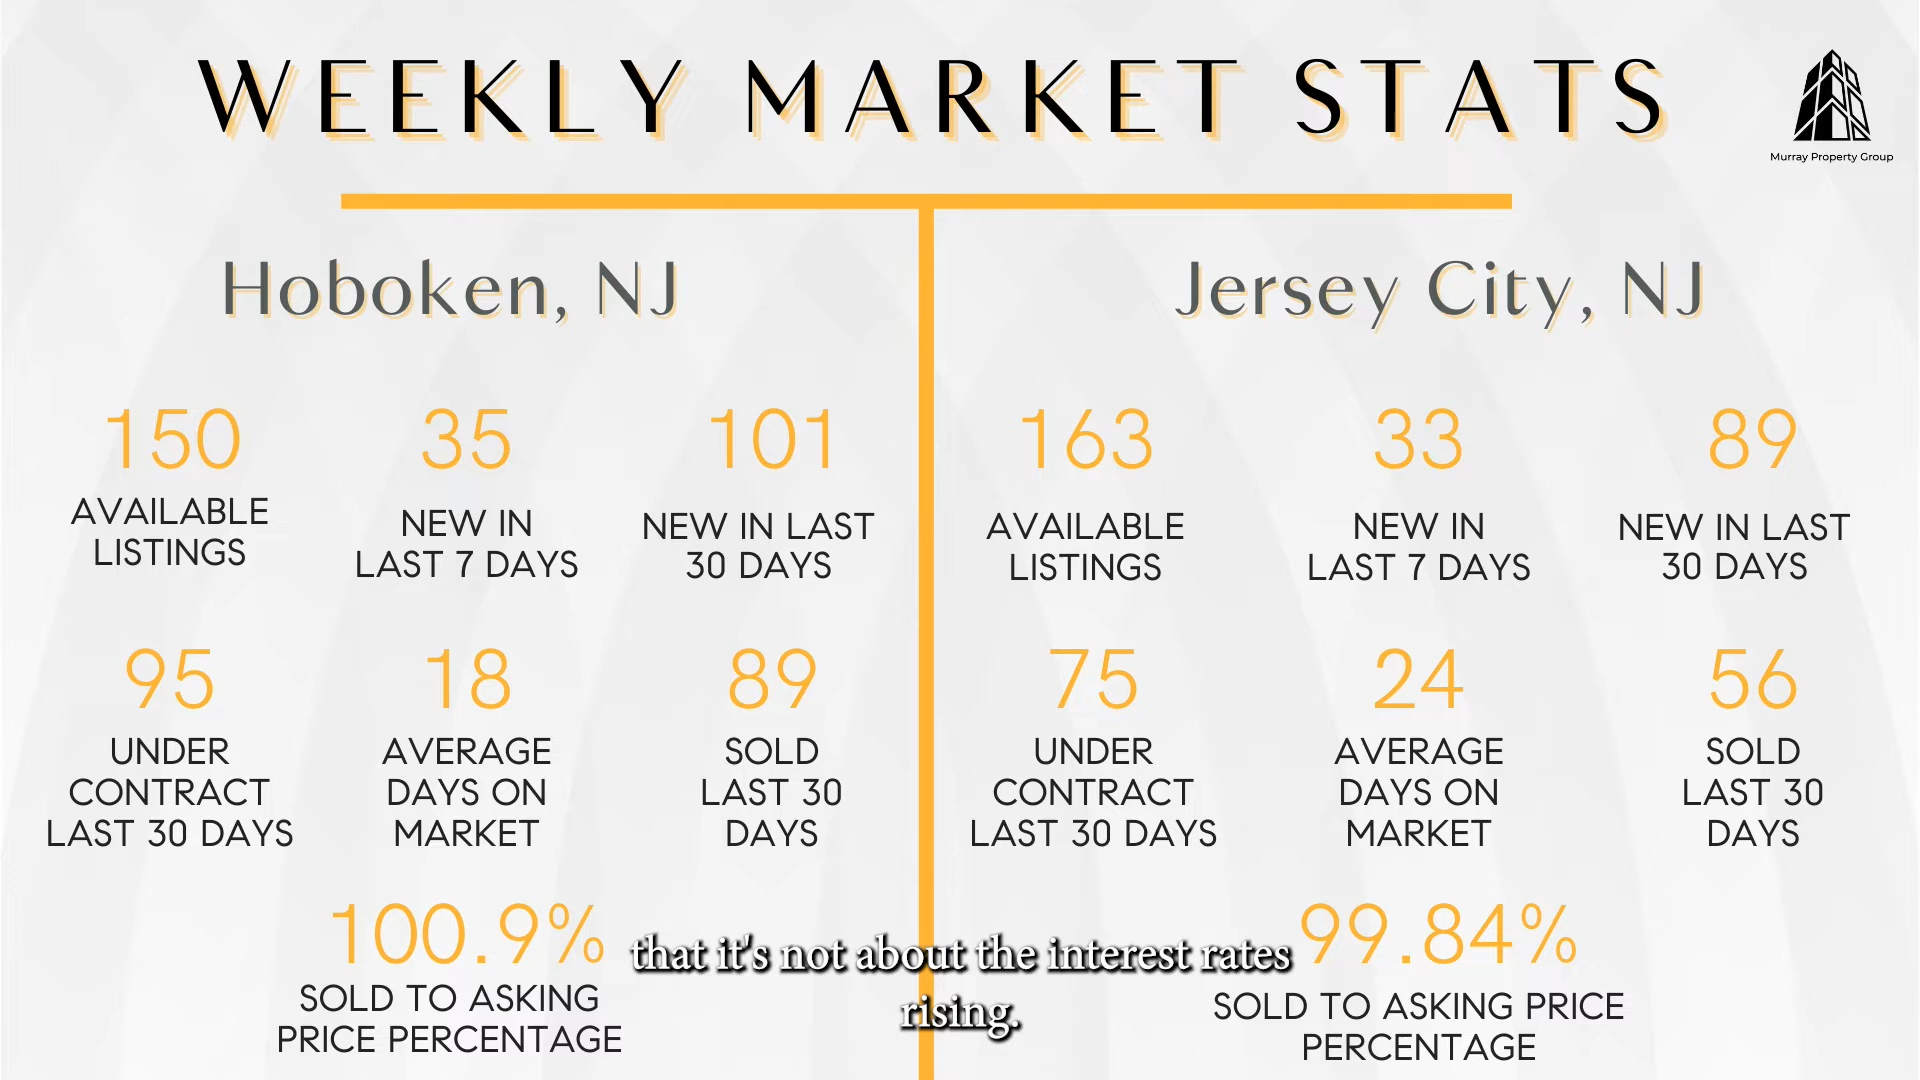 WEEKLY MARKET STATS
Murray Property Group
Hoboken, NJ
150
AVAILABLE
LISTINGS
35
NEW IN
LAST 7 DAYS
101
NEW IN LAST
30 DAYS
95
UNDER
CONTRACT
LAST 30 DAYS
18
AVERAGE
DAYS ON
MARKET
89
SOLD
LAST 30
DAYS
100.9%
SOLD TO ASKING
PRICE PERCENTAGE
Jersey City, NJ
163
AVAILABLE
LISTINGS
33
NEW IN
LAST 7 DAYS
89
NEW IN LAST
30 DAYS
75
UNDER
CONTRACT
LAST 30 DAYS
24
AVERAGE
DAYS ON
MARKET
56
SOLD
LAST 30
DAYS
99.84%
SOLD TO ASKING PRICE
PERCENTAGE
that it's not about the interest rates
rising.